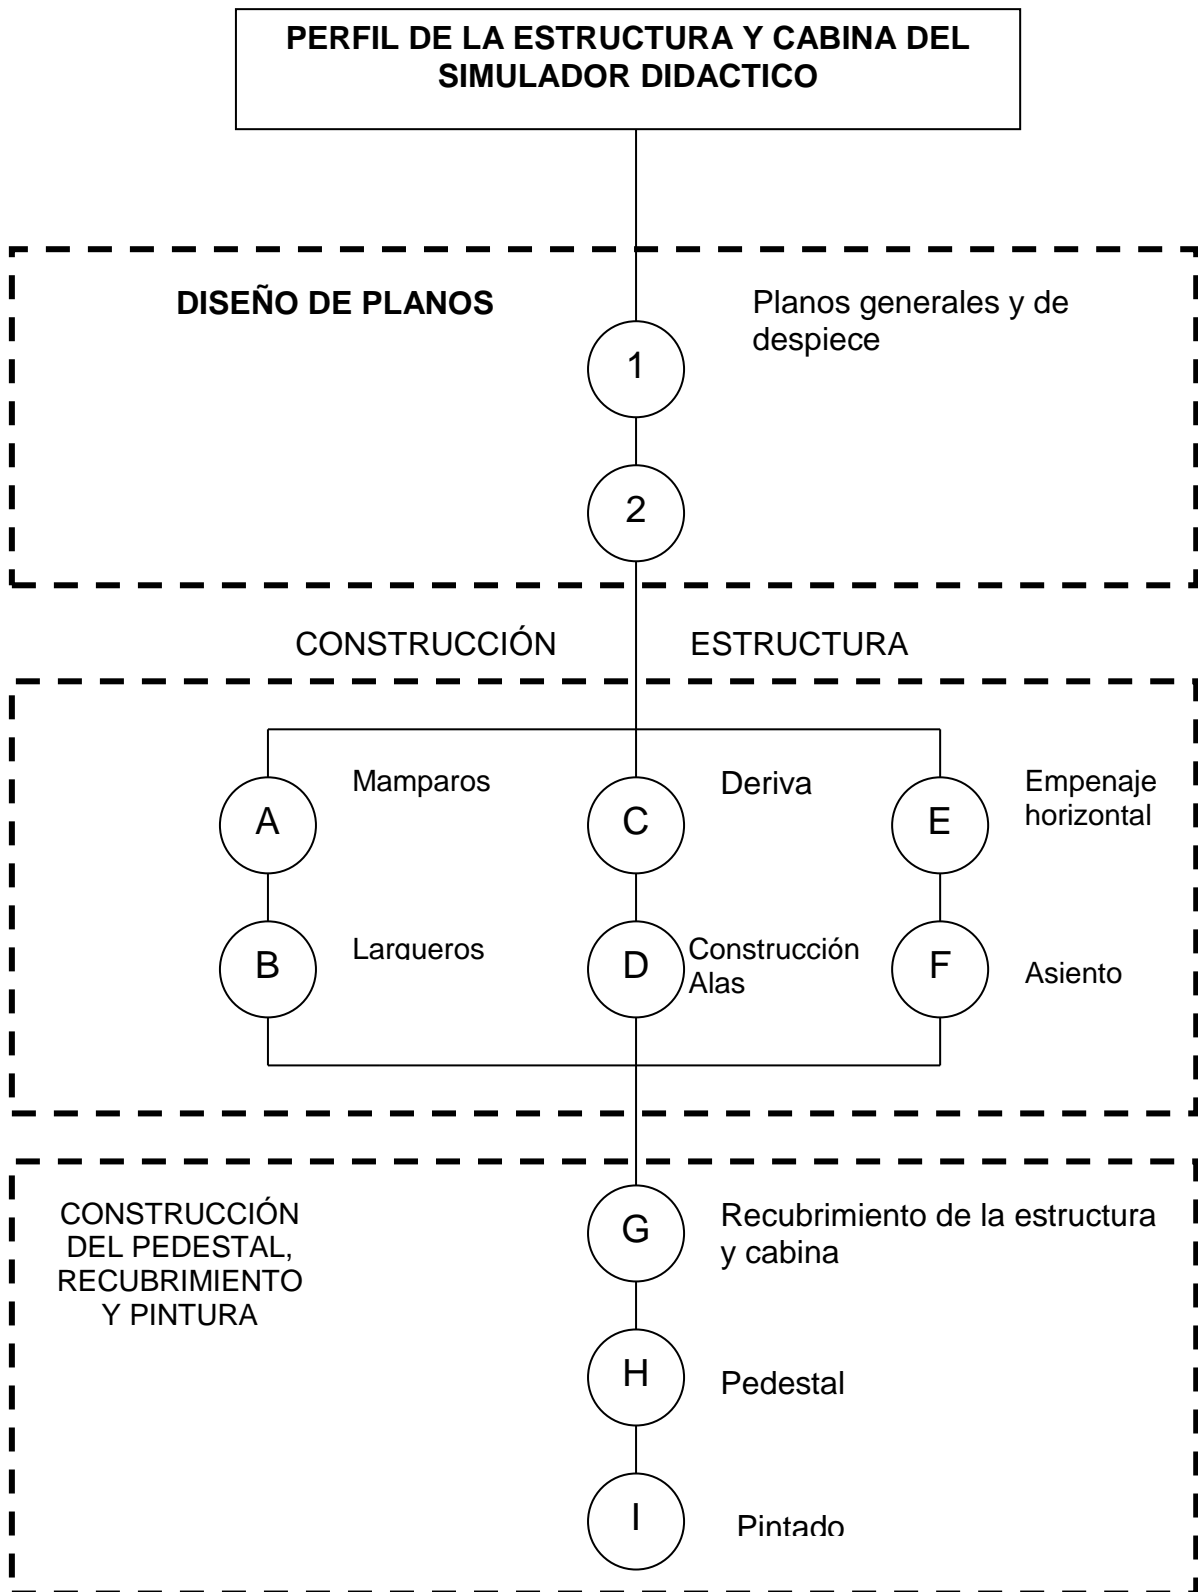 PERFIL DE LA ESTRUCTURA Y CABINA DEL
SIMULADOR DIDACTICO
DISEÑO DE PLANOS
Planos generales y de
despiece
1
2
CONSTRUCCIÓN
ESTRUCTURA
Mamparos
A
Deriva
C
Empenaje
horizontal
E
Largueros
B
Construcción
Alas
D
Asiento
F
CONSTRUCCIÓN
DEL PEDESTAL,
RECUBRIMIENTO
Y PINTURA
G
Recubrimiento de la estructura
y cabina
H
Pedestal
I
Pintado